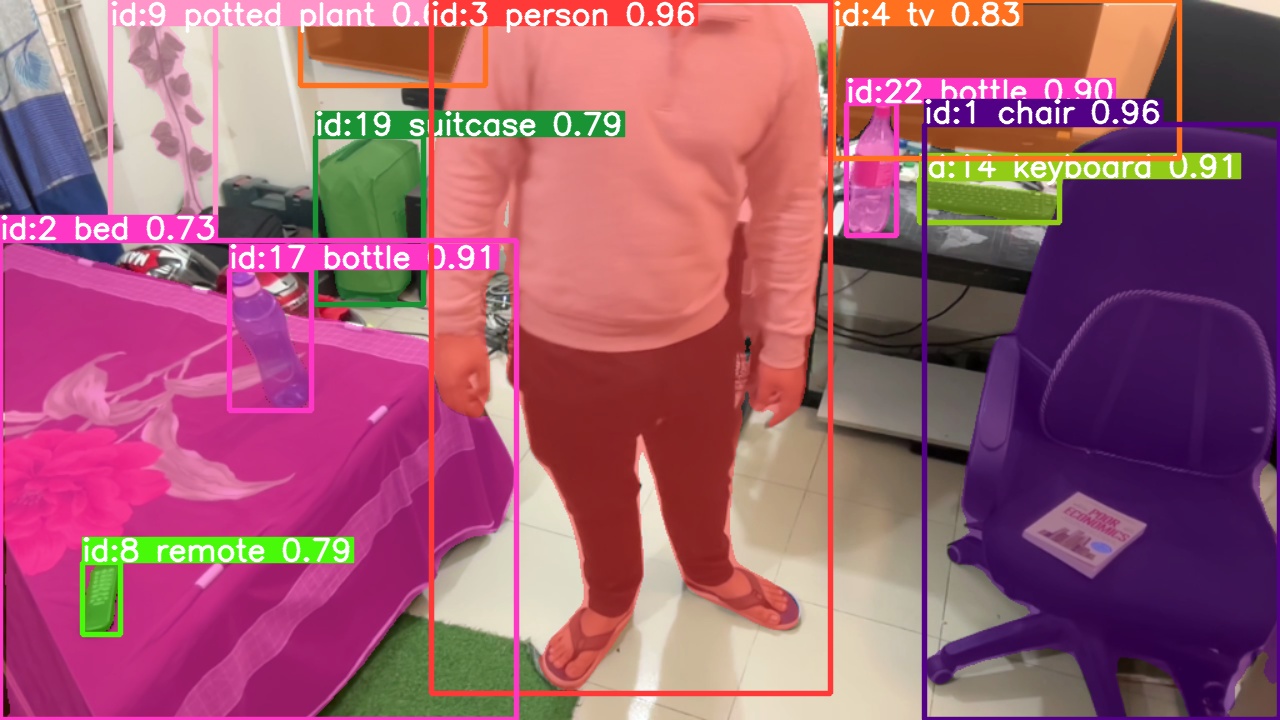 id:9 potted plant 0.6
id:3 person 0.96
id:4 tv 0.83
id:22 bottle 0.90
id:1 chair 0.96
id:19 suitcase 0.79
id:14 keyboard 0.91
id:2 bed 0.73
id:17 bottle 0.91
POOR
ECONOMICS
id:8 remote 0.79